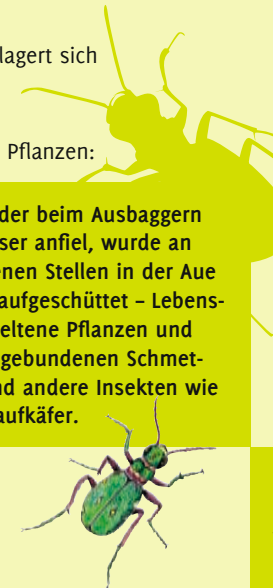 lagert sich
Pflanzen:
der beim Ausbaggern
ser anfiel, wurde an
enen Stellen in der Aue
aufgeschüttet – Lebens-
eltene Pflanzen und
gebundenen Schmet-
nd andere Insekten wie
aufkäfer.